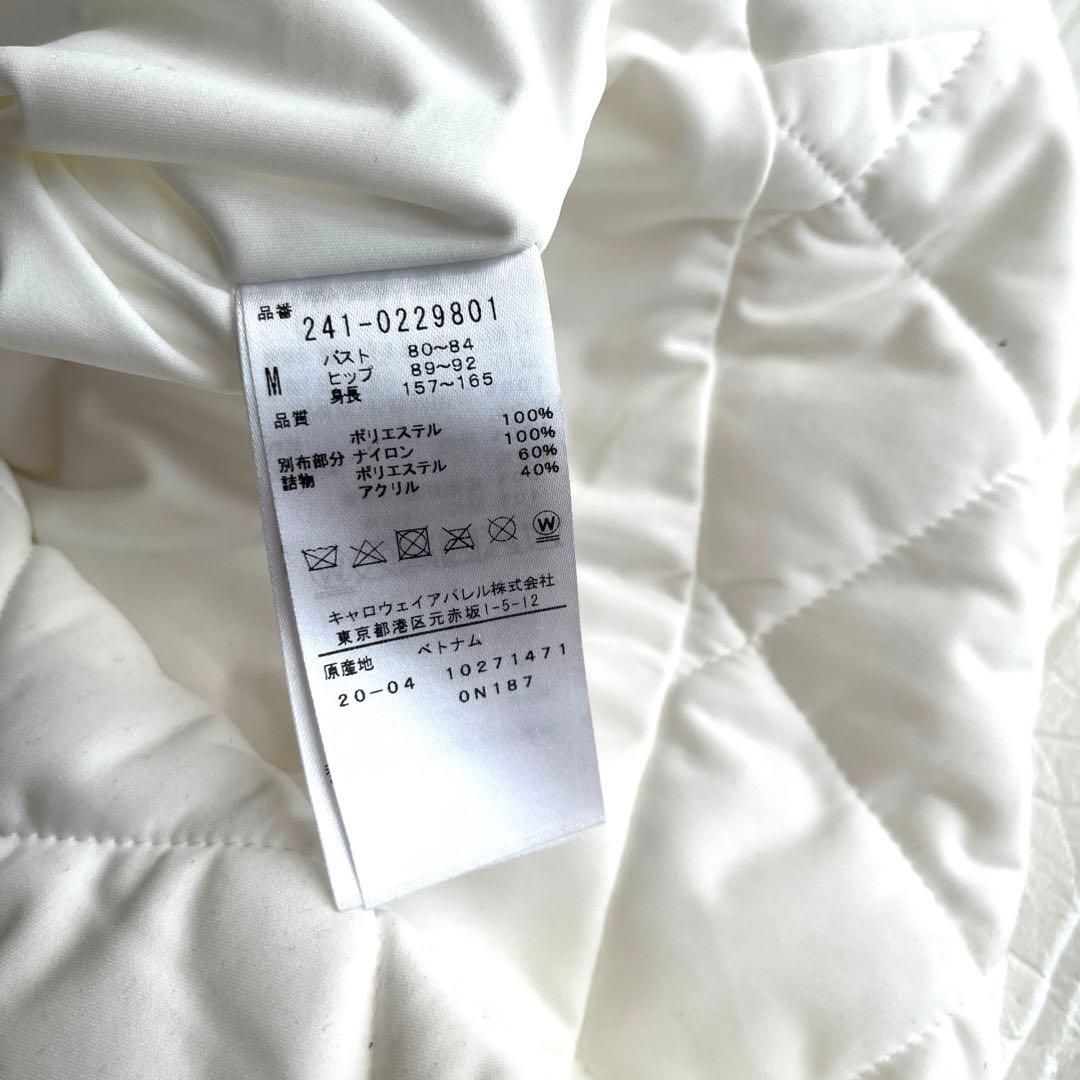 品番 241-0229801
M バスト 80~84
ヒップ 89~92
身長 157~165
品質
ポリエステル 100%
別布部分 ナイロン 100%
詰物 ポリエステル 60%
アクリル 40%
W
キャロウェイアパレル株式会社
東京都港区元赤坂1-5-12
原産地 ベトナム
20-04 10271471
0N187